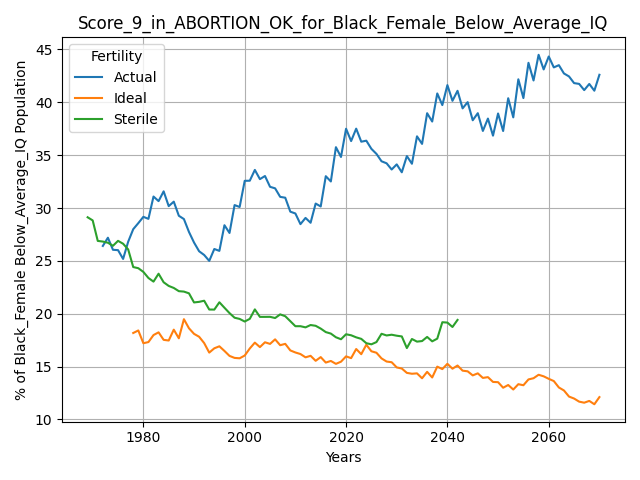 Score_9_in_ABORTION_OK_for_Black_Female_Below_Average_IQ
% of Black_Female Below_Average_IQ Population
45
40
35
30
25
20
15
10
Fertility
Actual
Ideal
Sterile
1980
2000
2020
2040
2060
Years